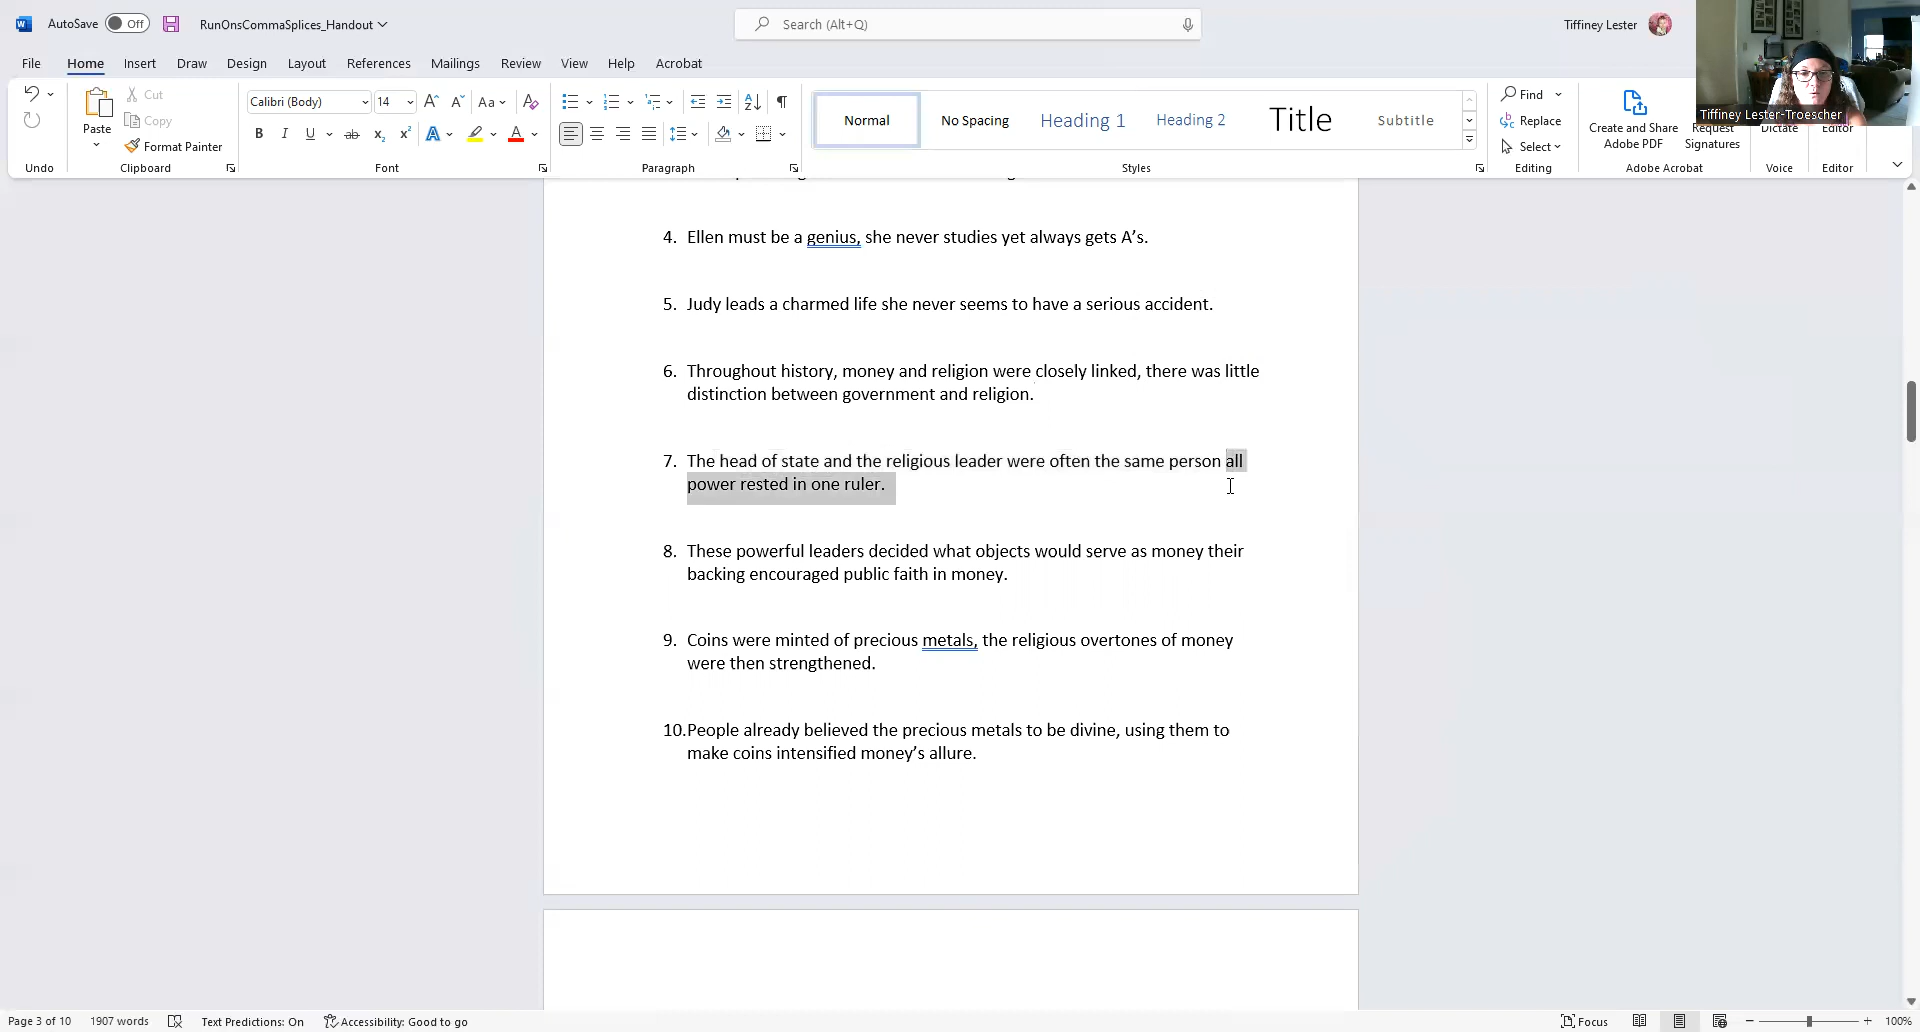 AutoSave Off RunOnsCommaSplices_Handout Search (Alt+Q) Tiffiney Lester
File Home Insert Draw Design Layout References Mailings Review View Help Acrobat
Paste Cut Copy Format Painter
Calibri (Body) 14 Aa
B I U ab x₂ x² A A
Normal No Spacing Heading 1 Heading 2 Title Subtitle
Find Replace Select
Create and Share Adobe PDF Request Signatures Dictate Editor
Tiffiney Lester-Troescher
Undo Clipboard Font Paragraph Styles Editing Adobe Acrobat Voice Editor
4. Ellen must be a genius, she never studies yet always gets A’s.
5. Judy leads a charmed life she never seems to have a serious accident.
6. Throughout history, money and religion were closely linked, there was little
distinction between government and religion.
7. The head of state and the religious leader were often the same person all
power rested in one ruler.
8. These powerful leaders decided what objects would serve as money their
backing encouraged public faith in money.
9. Coins were minted of precious metals, the religious overtones of money
were then strengthened.
10. People already believed the precious metals to be divine, using them to
make coins intensified money’s allure.
Page 3 of 10 1907 words Text Predictions: On Accessibility: Good to go Focus 100%